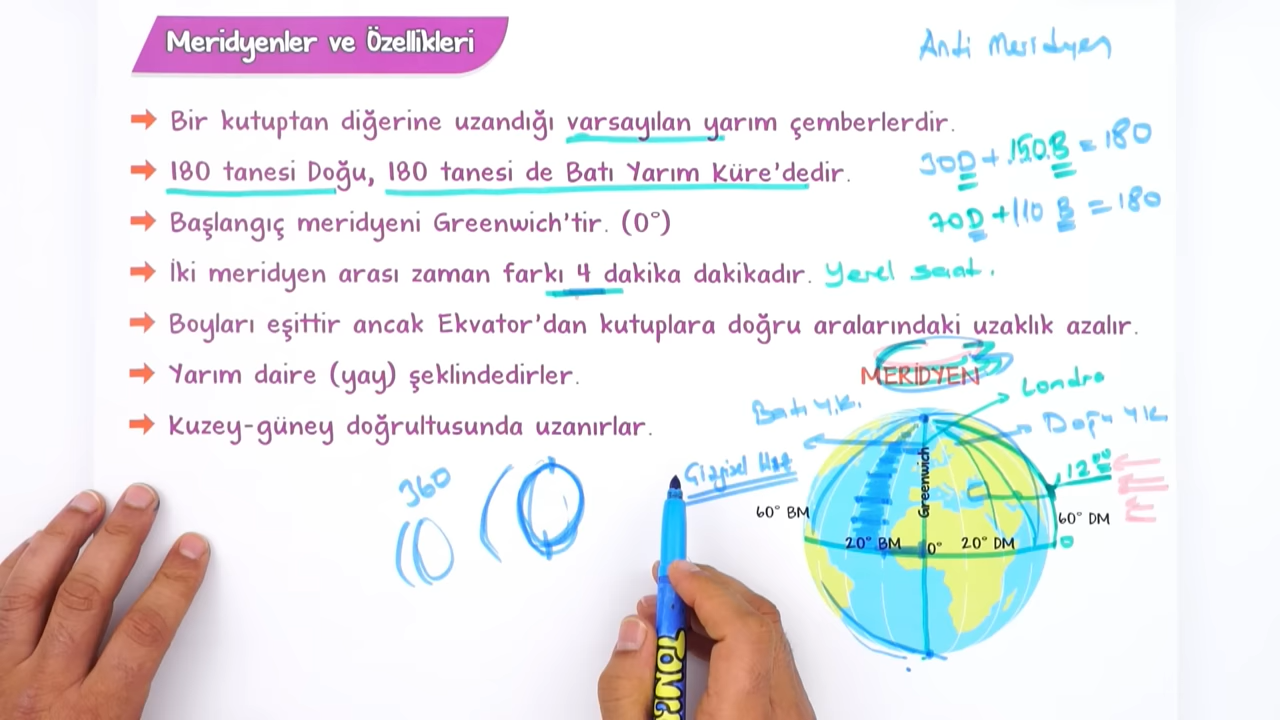 Meridyenler ve Özellikleri
Anti Meridyen
Bir kutuptan diğerine uzandığı varsayılan yarım çemberlerdir.
30D + 150B = 180
180 tanesi Doğu, 180 tanesi de Batı Yarım Küre'dedir.
70D + 110 B = 180
Başlangıç meridyeni Greenwich'tir. (0°)
İki meridyen arası zaman farkı 4 dakika dakikadır. Yerel saat.
Boyları eşittir ancak Ekvator'dan kutuplara doğru aralarındaki uzaklık azalır.
Yarım daire (yay) şeklindedirler.
MERİDYEN
Londra
Batı Y.K.
Doğu Y.K.
Kuzey-güney doğrultusunda uzanırlar.
360
Çizgisel Hız
12 00
Greenwich
60° BM
60° DM
20° BM
0°
20° DM
0
TOMBO